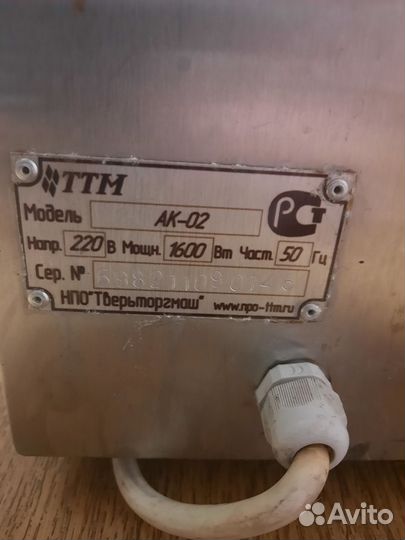 ТТМ
Модель АК-02
РСТ
Напр. 220 В Мощн. 1600 Вт Част. 50 Гц
Сер. №
НПО"Тверьторгмаш" www.npo-ttm.ru
Avito